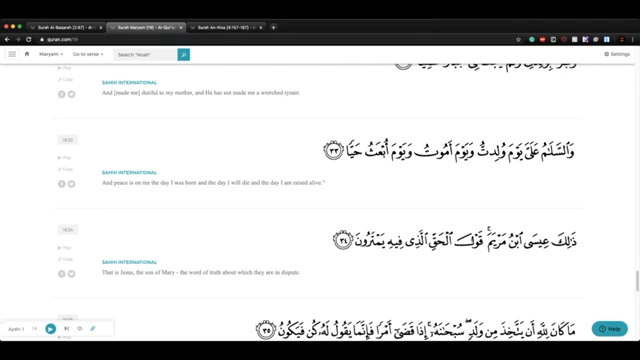 Surah Al-Baqarah [2:67] - Al-
Surah Maryam [19] - Al-Qur'
Surah An-Nisa [4:157-167] - c
quran.com/19
Maryam
Go to verse
Search "Noah"
Settings
Copy
SAHIH INTERNATIONAL
And [made me] dutiful to my mother, and He has not made me a wretched tyrant.
19:33
وَٱلسَّلَـٰمُ عَلَىَّ يَوْمَ وُلِدتُّ وَيَوْمَ أَمُوتُ وَيَوْمَ أُبْعَثُ حَيًّا ٣٣
Play
Copy
SAHIH INTERNATIONAL
And peace is on me the day I was born and the day I will die and the day I am raised alive."
19:34
ذَٰلِكَ عِيسَى ٱبْنُ مَرْيَمَ ۚ قَوْلَ ٱلْحَقِّ ٱلَّذِى فِيهِ يَمْتَرُونَ ٣٤
Play
Copy
SAHIH INTERNATIONAL
That is Jesus, the son of Mary - the word of truth about which they are in dispute.
مَا كَانَ لِلَّهِ أَن يَتَّخِذَ مِن وَلَدٍ ۖ سُبْحَـٰنَهُۥٓ ۚ إِذَا قَضَىٰٓ أَمْرًا فَإِنَّمَا يَقُولُ لَهُۥ كُن فَيَكُونُ ٣٥
Ayah: 1
Help